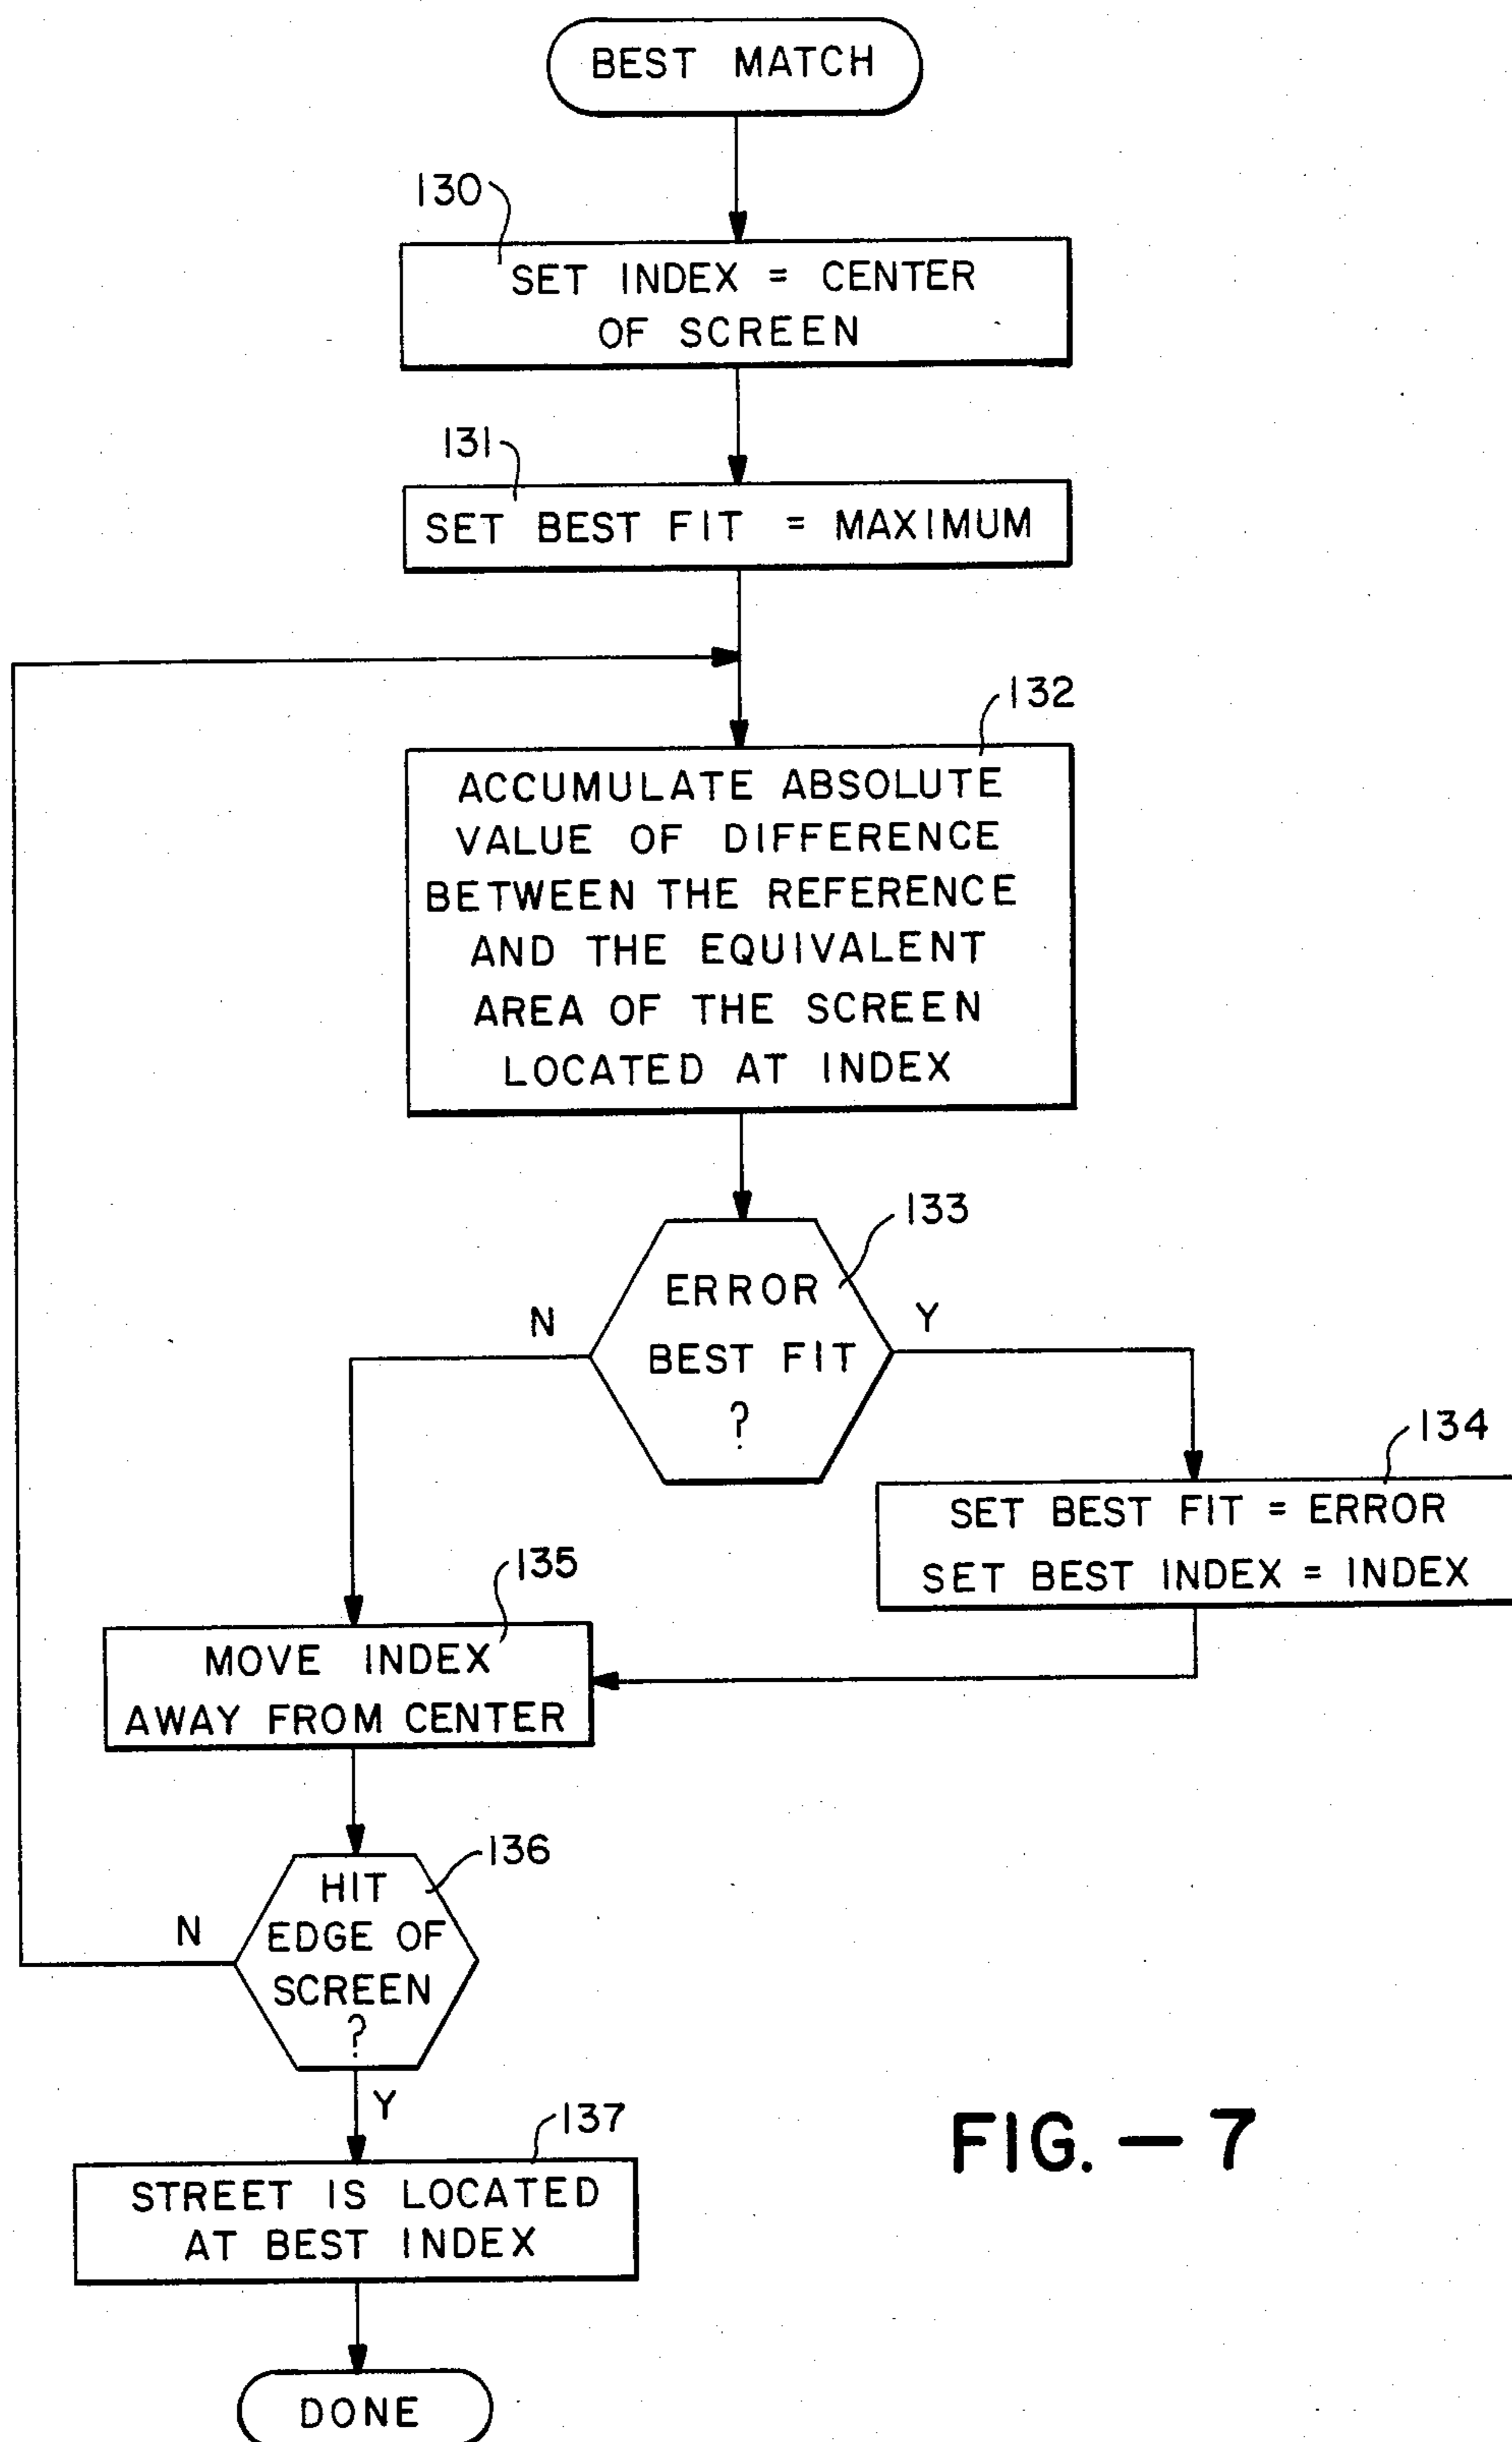 BEST MATCH
130
SET INDEX = CENTER
OF SCREEN
131
SET BEST FIT = MAXIMUM
132
ACCUMULATE ABSOLUTE
VALUE OF DIFFERENCE
BETWEEN THE REFERENCE
AND THE EQUIVALENT
AREA OF THE SCREEN
LOCATED AT INDEX
133
ERROR
BEST FIT
?
N
Y
134
SET BEST FIT = ERROR
SET BEST INDEX = INDEX
135
MOVE INDEX
AWAY FROM CENTER
136
HIT
EDGE OF
SCREEN
?
N
Y
137
STREET IS LOCATED
AT BEST INDEX
DONE
FIG. — 7